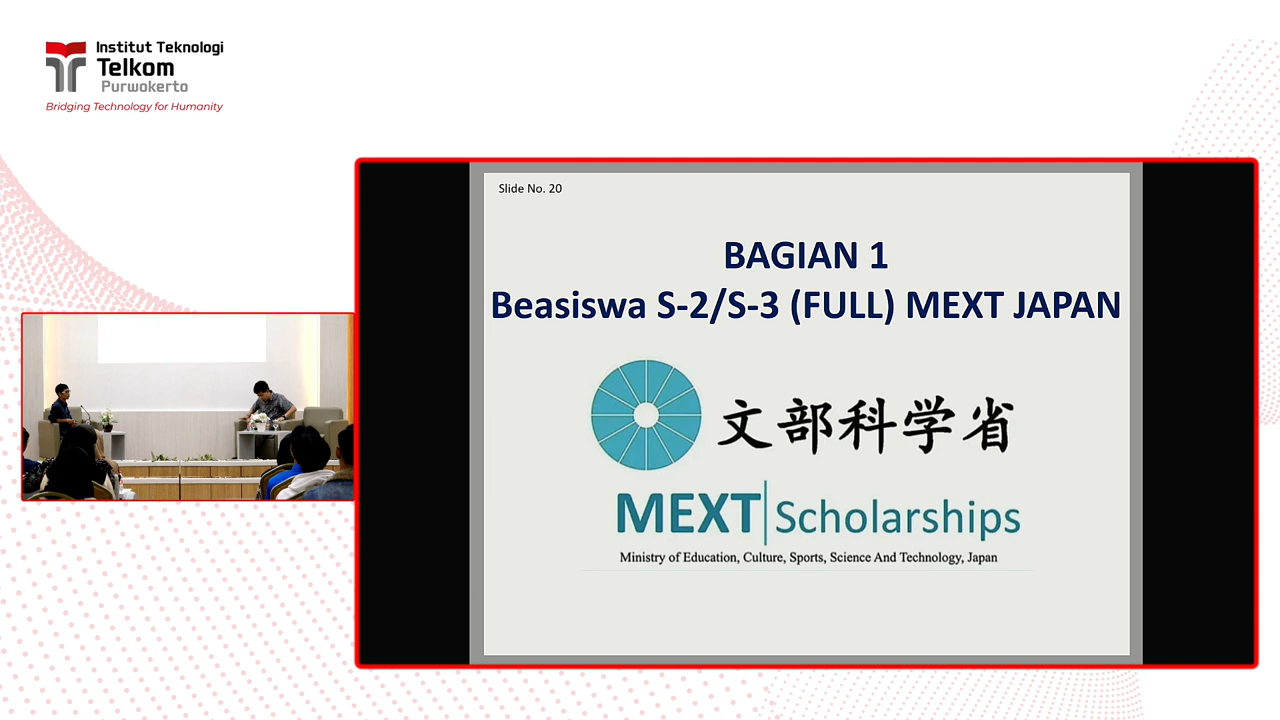 Institut Teknologi
Telkom
Purwokerto
Bridging Technology for Humanity
Slide No. 20
BAGIAN 1
Beasiswa S-2/S-3 (FULL) MEXT JAPAN
文部科学省
MEXT Scholarships
Ministry of Education, Culture, Sports, Science And Technology, Japan